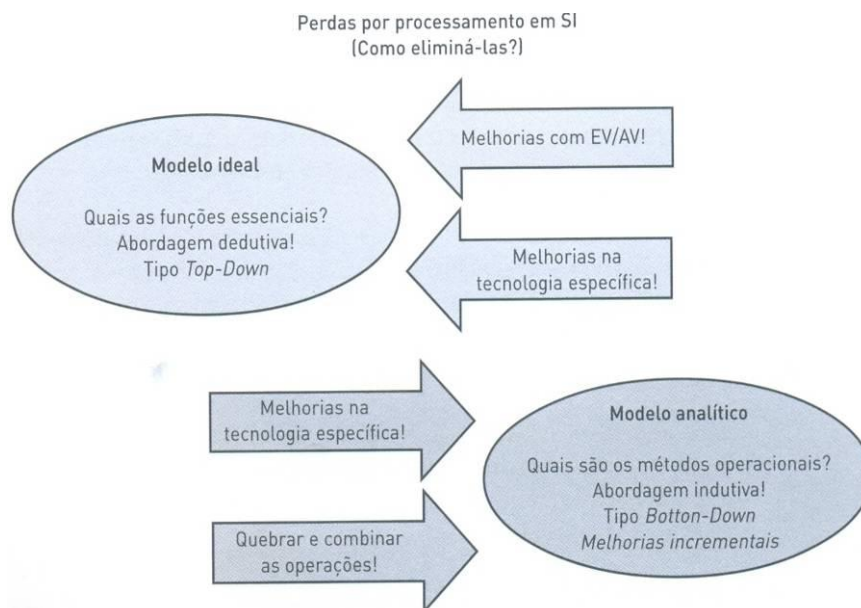 Perdas por processamento em SI
(Como eliminá-las?)
Melhorias com EV/AV!
Modelo ideal
Quais as funções essenciais?
Abordagem dedutiva!
Tipo Top-Down
Melhorias na
tecnologia específica!
Melhorias na
tecnologia específica!
Modelo analítico
Quais são os métodos operacionais?
Abordagem indutiva!
Tipo Botton-Down
Melhorias incrementais
Quebrar e combinar
as operações!